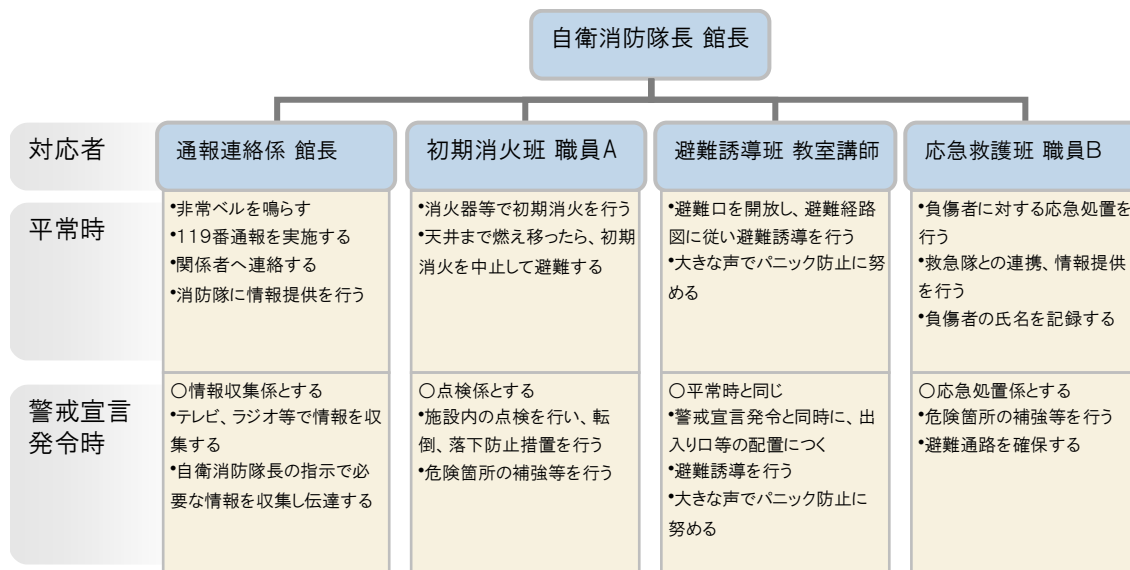 自衛消防隊長 館長
対応者
通報連絡係 館長
初期消火班 職員A
避難誘導班 教室講師
応急救護班 職員B
平常時
•非常ベルを鳴らす
•119番通報を実施する
•関係者へ連絡する
•消防隊に情報提供を行う
•消火器等で初期消火を行う
•天井まで燃え移ったら、初期
消火を中止して避難する
•避難口を開放し、避難経路
図に従い避難誘導を行う
•大きな声でパニック防止に努
める
•負傷者に対する応急処置を
行う
•救急隊との連携、情報提供
を行う
•負傷者の氏名を記録する
警戒宣言
発令時
○情報収集係とする
•テレビ、ラジオ等で情報を収
集する
•自衛消防隊長の指示で必
要な情報を収集し伝達する
○点検係とする
•施設内の点検を行い、転
倒、落下防止措置を行う
•危険箇所の補強等を行う
○平常時と同じ
•警戒宣言発令と同時に、出
入り口等の配置につく
•避難誘導を行う
•大きな声でパニック防止に
努める
○応急処置係とする
•危険箇所の補強等を行う
•避難通路を確保する